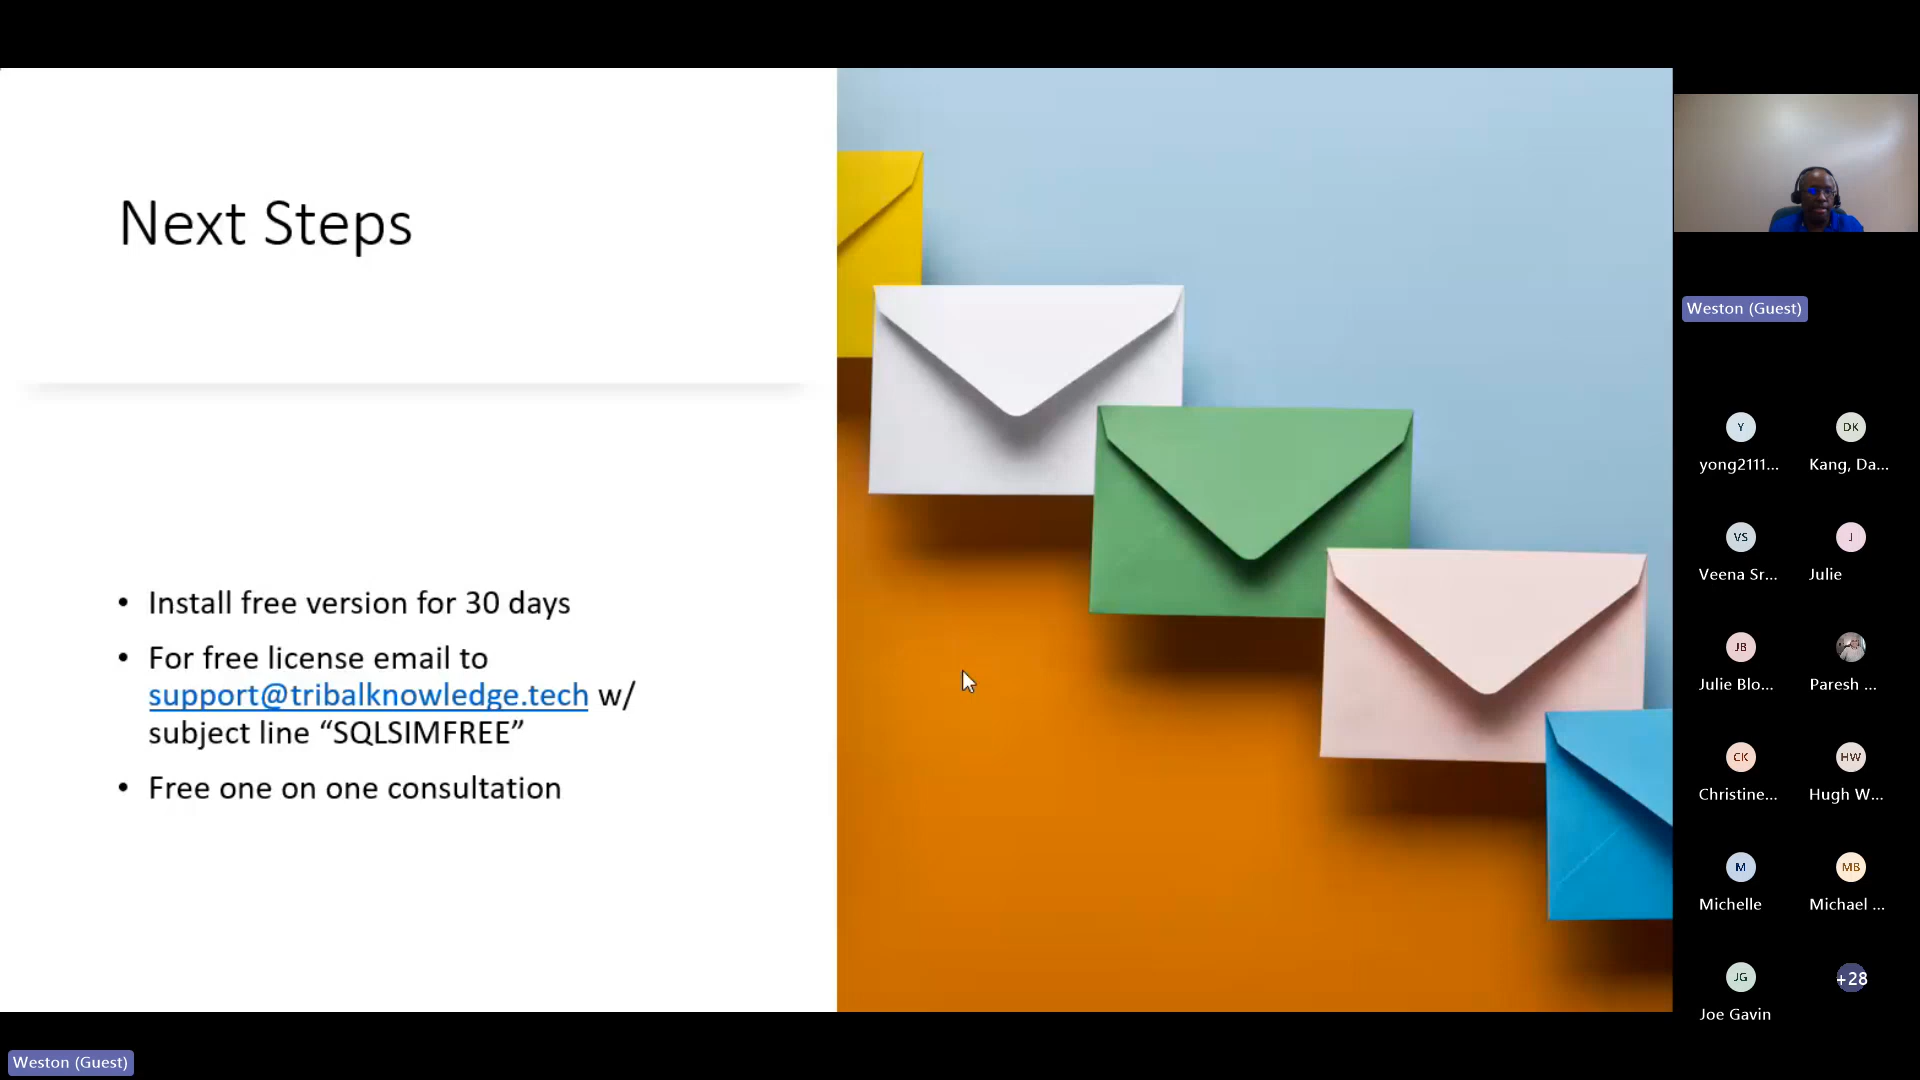 Next Steps
• Install free version for 30 days
• For free license email to
support@tribalknowledge.tech w/
subject line “SQLSIMFREE”
• Free one on one consultation
Weston (Guest)
Y
DK
yong2111...
Kang, Da...
VS
J
Veena Sr...
Julie
JB
Julie Blo...
Paresh ...
CK
HW
Christine...
Hugh W...
M
MB
Michelle
Michael ...
JG
+28
Joe Gavin
Weston (Guest)